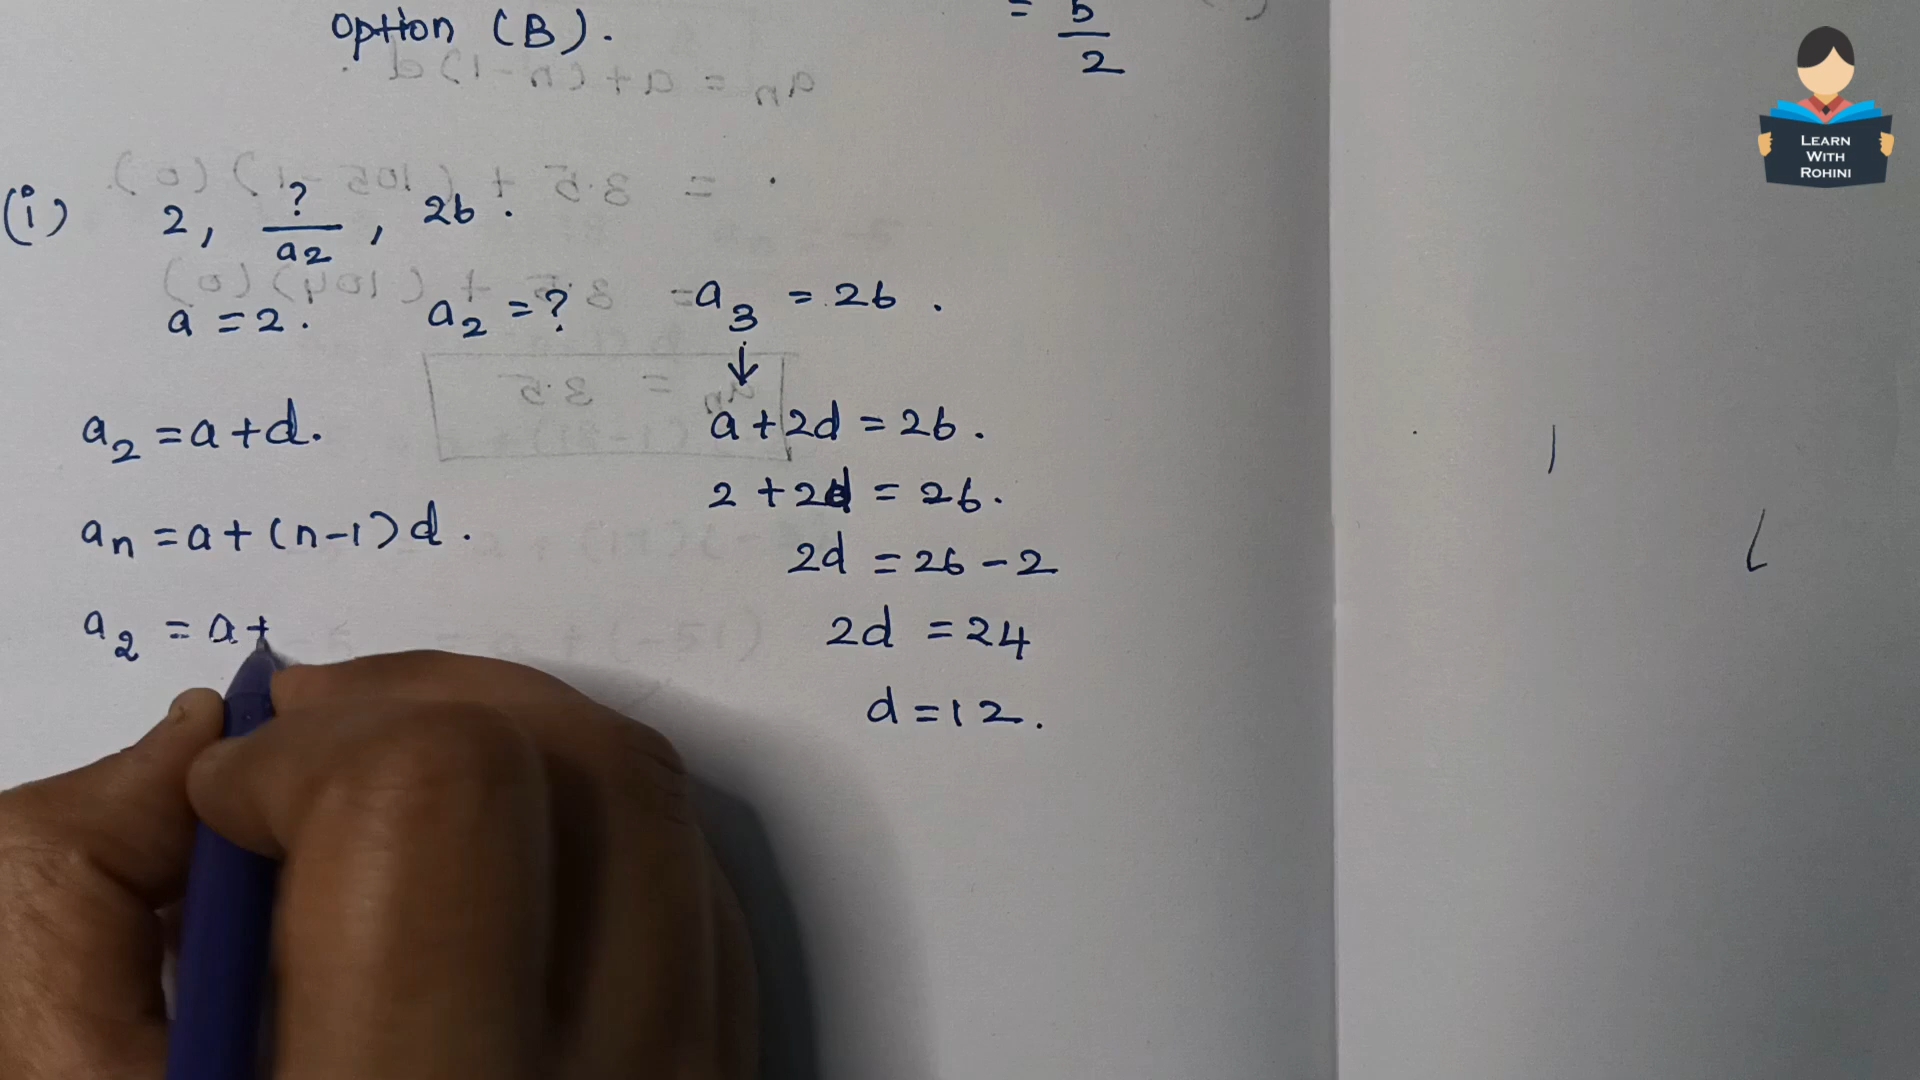 Option (B).
= 5/2
(i) 2, ?/a2, 26.
a = 2. a2 = ? a3 = 26.
↓
a2 = a + d.
a + 2d = 26.
2 + 2d = 26.
an = a + (n-1) d.
2d = 26 - 2
a2 = a +
2d = 24
d = 12.
LEARN
WITH
ROHINI